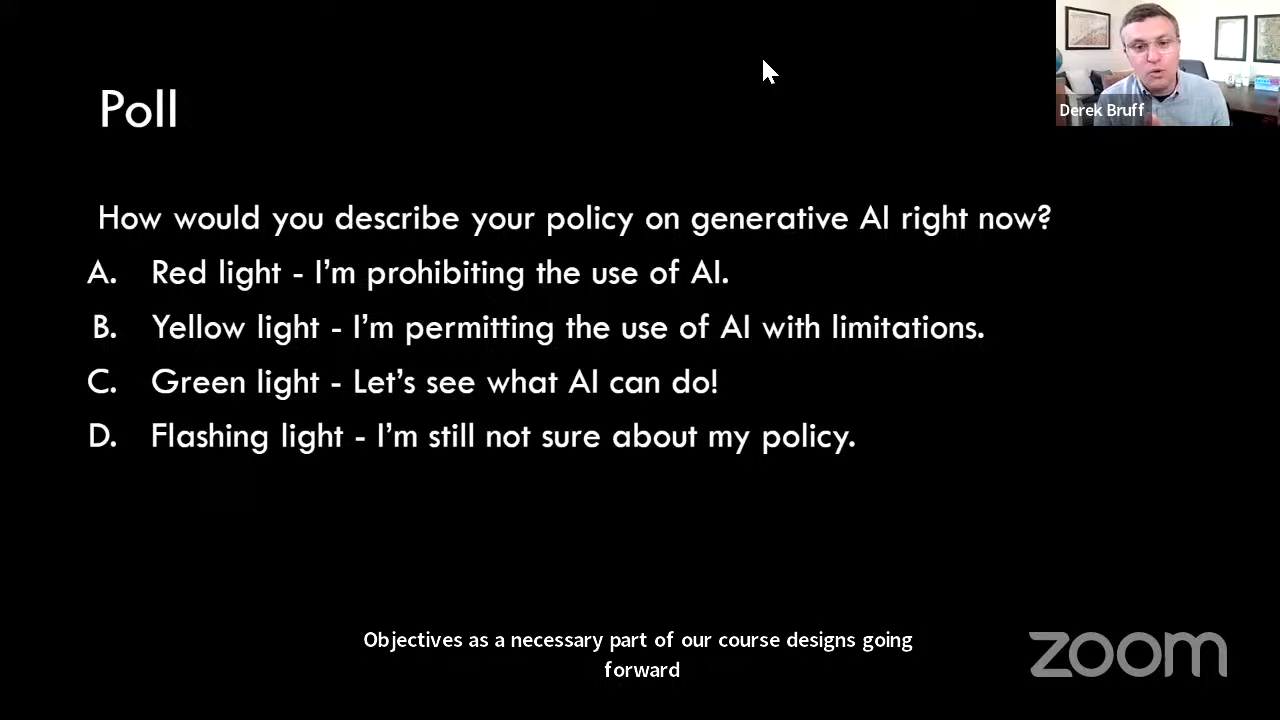 Poll
Derek Bruff
How would you describe your policy on generative AI right now?
A. Red light - I’m prohibiting the use of AI.
B. Yellow light - I’m permitting the use of AI with limitations.
C. Green light - Let’s see what AI can do!
D. Flashing light - I’m still not sure about my policy.
Objectives as a necessary part of our course designs going
forward
zoom